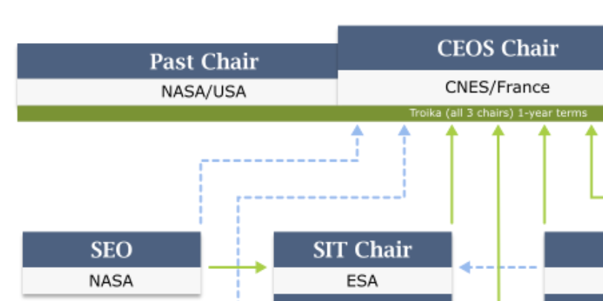 Past Chair
NASA/USA
CEOS Chair
CNES/France
Troika (all 3 chairs) 1-year terms
SEO
NASA
SIT Chair
ESA